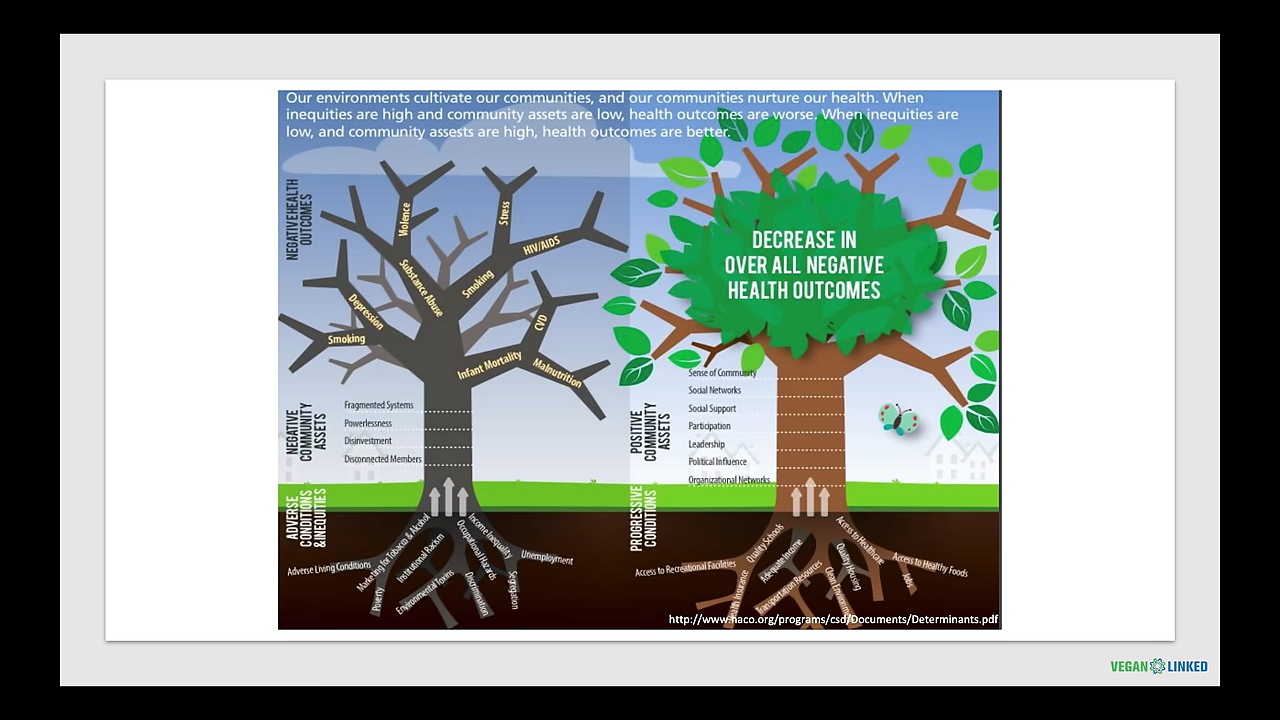 Our environments cultivate our communities, and our communities nurture our health. When
inequities are high and community assets are low, health outcomes are worse. When inequities are
low, and community assests are high, health outcomes are better.
NEGATIVE HEALTH
OUTCOMES
Violence
Stress
HIV/AIDS
Substance Abuse
Smoking
Depression
Smoking
CVD
Infant Mortality
Malnutrition
NEGATIVE
COMMUNITY
ASSETS
Fragmented Systems
Powerlessness
Disinvestment
Disconnected Members
ADVERSE
CONDITIONS
&INEQUITIES
Adverse Living Conditions
Marketing for Tobacco & Alcohol
Poverty
Institutional Racism
Environmental Toxins
Occupational Hazards
Income Inequality
Discrimination
Segregation
Unemployment
DECREASE IN
OVER ALL NEGATIVE
HEALTH OUTCOMES
POSITIVE
COMMUNITY
ASSETS
Sense of Community
Social Networks
Social Support
Participation
Leadership
Political Influence
Organizational Networks
PROGRESSIVE
CONDITIONS
Access to Recreational Facilities
Quality Schools
Health Insurance
Adequate Income
Transportation Resources
Clean Environment
Quality Housing
Access to Healthcare
Jobs
Access to Healthy Foods
http://www.naco.org/programs/csd/Documents/Determinants.pdf
VEGAN LINKED